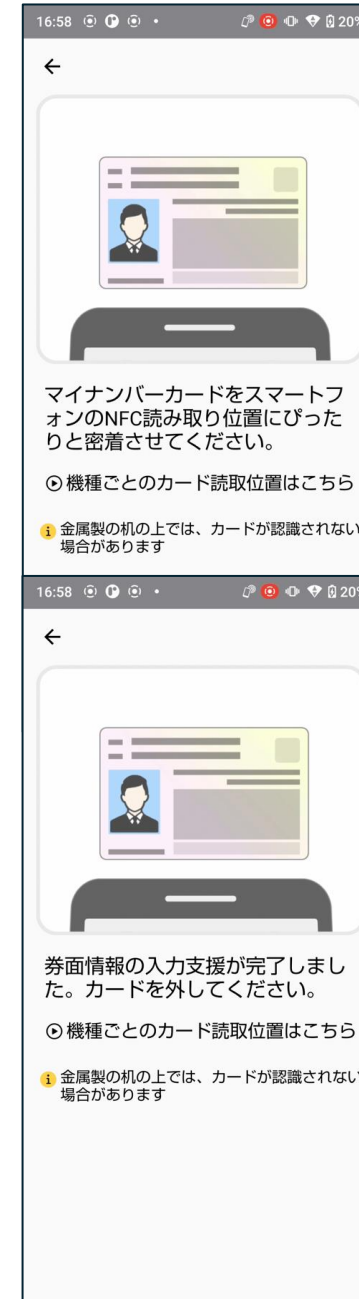 16:58 20%
マイナンバーカードをスマートフ
ォンのNFC読み取り位置にぴった
りと密着させてください。
機種ごとのカード読取位置はこちら
金属製の机の上では、カードが認識されない
場合があります
16:58 20%
券面情報の入力支援が完了しまし
た。カードを外してください。
機種ごとのカード読取位置はこちら
金属製の机の上では、カードが認識されない
場合があります